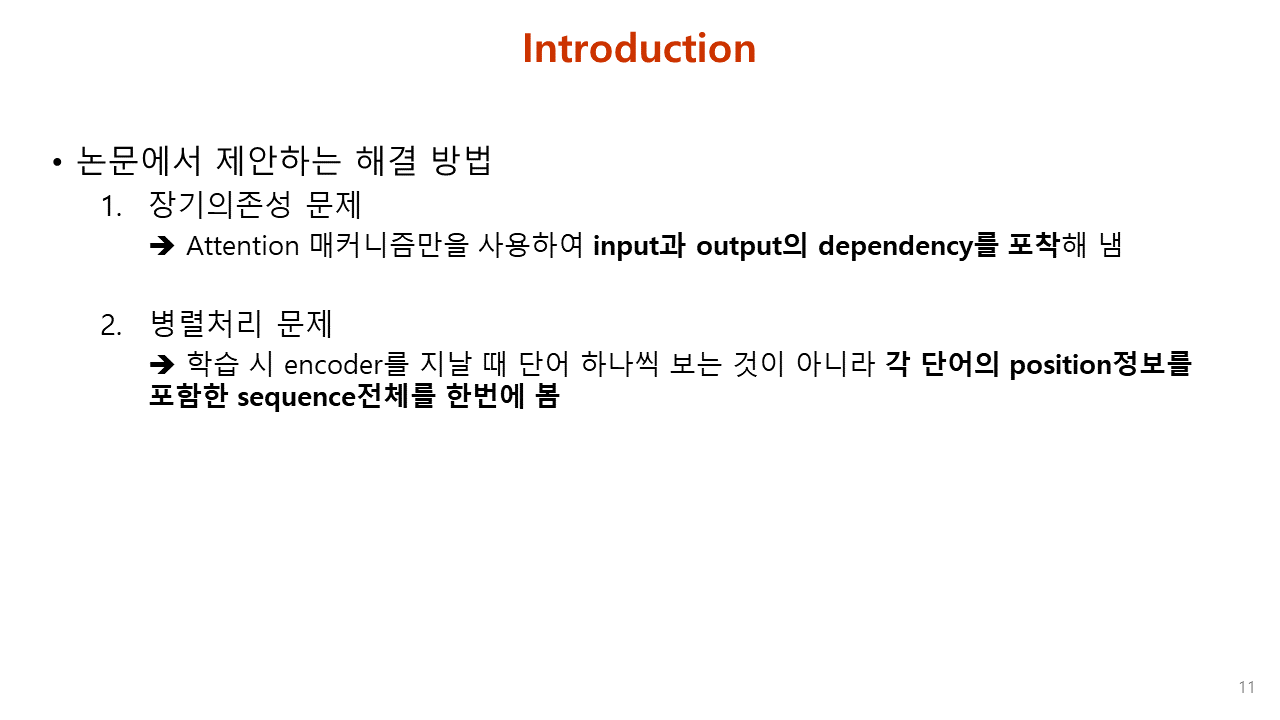 Introduction
• 논문에서 제안하는 해결 방법
1. 장기의존성 문제
➔ Attention 매커니즘만을 사용하여 input과 output의 dependency를 포착해 냄
2. 병렬처리 문제
➔ 학습 시 encoder를 지날 때 단어 하나씩 보는 것이 아니라 각 단어의 position정보를
포함한 sequence전체를 한번에 봄
11